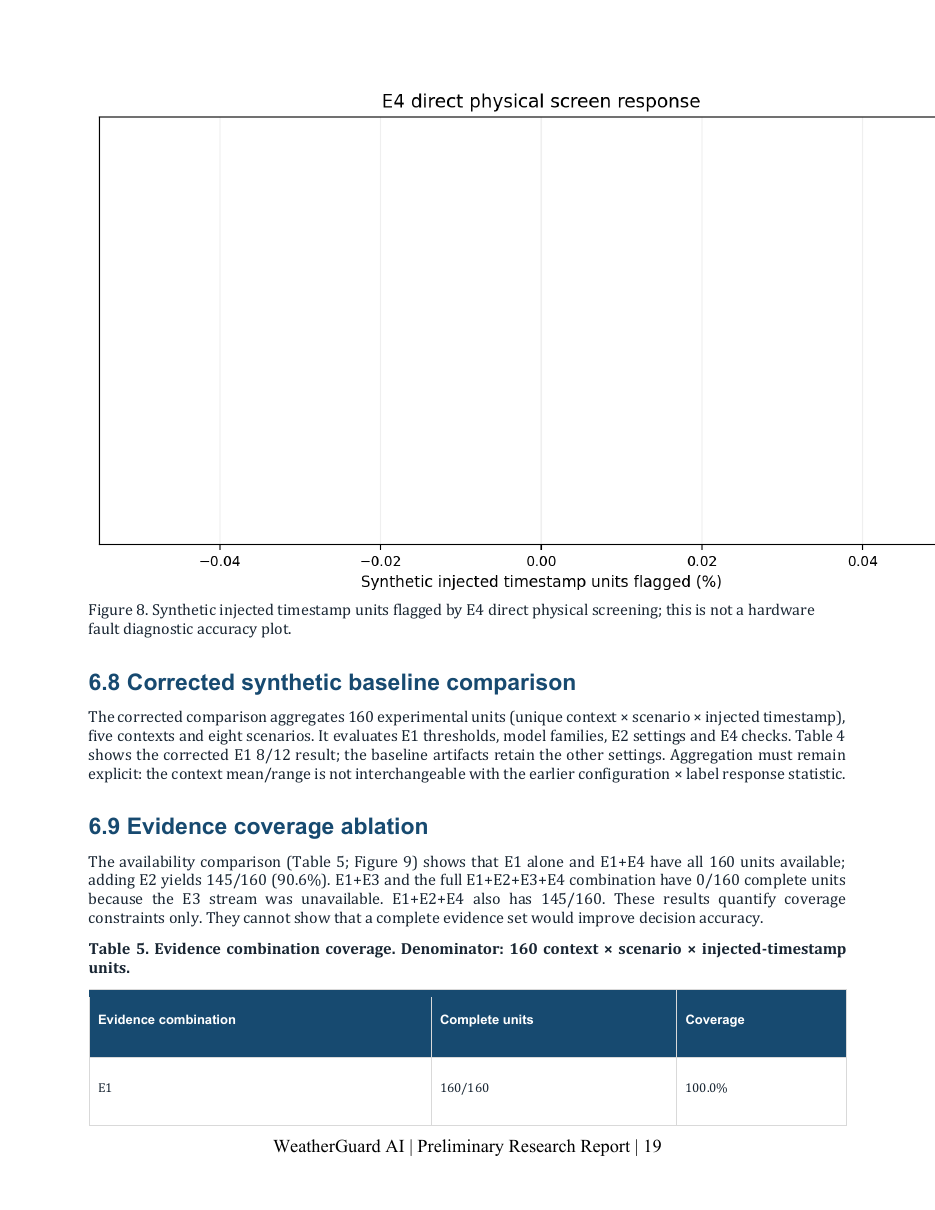 E4 direct physical screen response
−0.04 −0.02 0.00 0.02 0.04
Synthetic injected timestamp units flagged (%)
Figure 8. Synthetic injected timestamp units flagged by E4 direct physical screening; this is not a hardware
fault diagnostic accuracy plot.
6.8 Corrected synthetic baseline comparison
The corrected comparison aggregates 160 experimental units (unique context × scenario × injected timestamp),
five contexts and eight scenarios. It evaluates E1 thresholds, model families, E2 settings and E4 checks. Table 4
shows the corrected E1 8/12 result; the baseline artifacts retain the other settings. Aggregation must remain
explicit: the context mean/range is not interchangeable with the earlier configuration × label response statistic.
6.9 Evidence coverage ablation
The availability comparison (Table 5; Figure 9) shows that E1 alone and E1+E4 have all 160 units available;
adding E2 yields 145/160 (90.6%). E1+E3 and the full E1+E2+E3+E4 combination have 0/160 complete units
because the E3 stream was unavailable. E1+E2+E4 also has 145/160. These results quantify coverage
constraints only. They cannot show that a complete evidence set would improve decision accuracy.
Table 5. Evidence combination coverage. Denominator: 160 context × scenario × injected-timestamp
units.
Evidence combination Complete units Coverage
E1 160/160 100.0%
WeatherGuard AI | Preliminary Research Report | 19